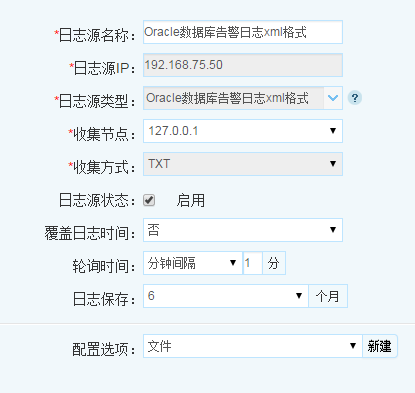 *日志源名称： Oracle数据库告警日志xml格式
*日志源IP： 192.168.75.50
*日志源类型： Oracle数据库告警日志xml格式 ?
*收集节点： 127.0.0.1
*收集方式： TXT
日志源状态： 启用
覆盖日志时间： 否
轮询时间： 分钟间隔 1 分
日志保存： 6 个月
配置选项： 文件 新建